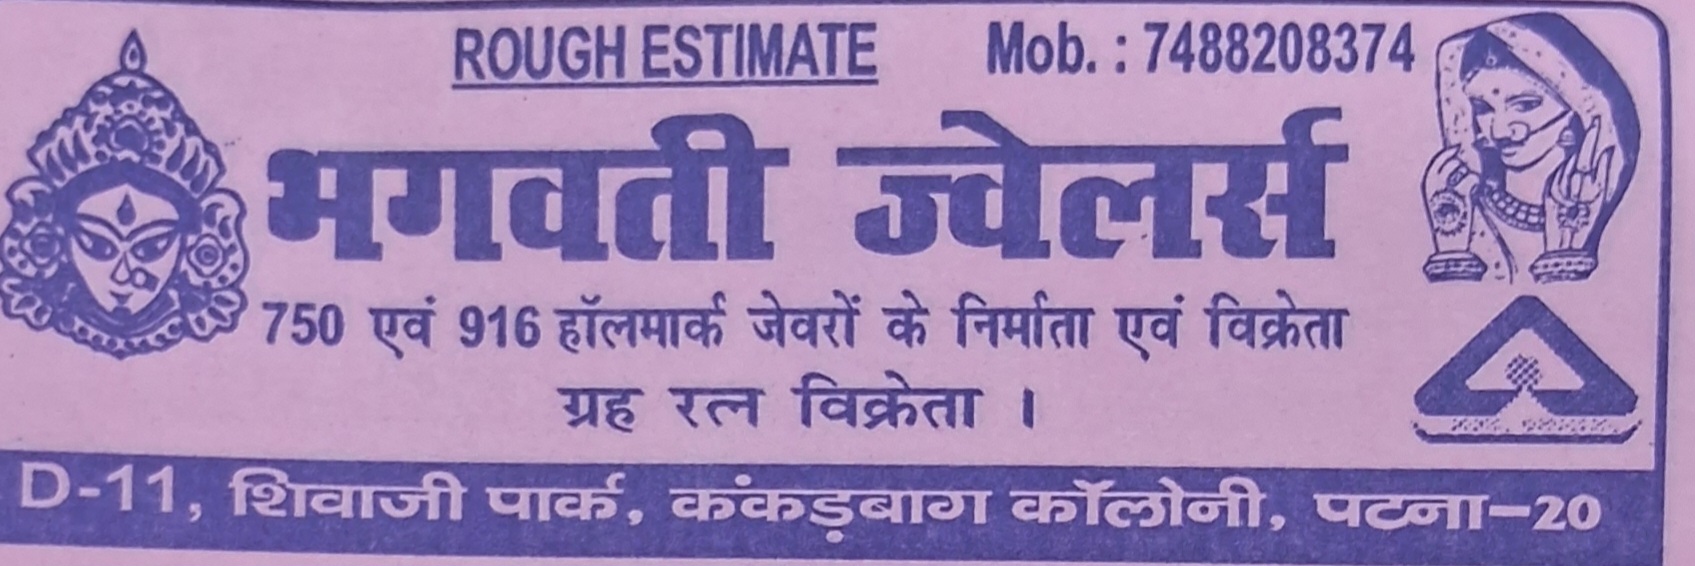 ROUGH ESTIMATE Mob. : 7488208374
भगवती ज्वेलर्स
750 एवं 916 हॉलमार्क जेवरों के निर्माता एवं विक्रेता
ग्रह रत्न विक्रेता ।
D-11, शिवाजी पार्क, कंकड़बाग कॉलोनी, पटना-20